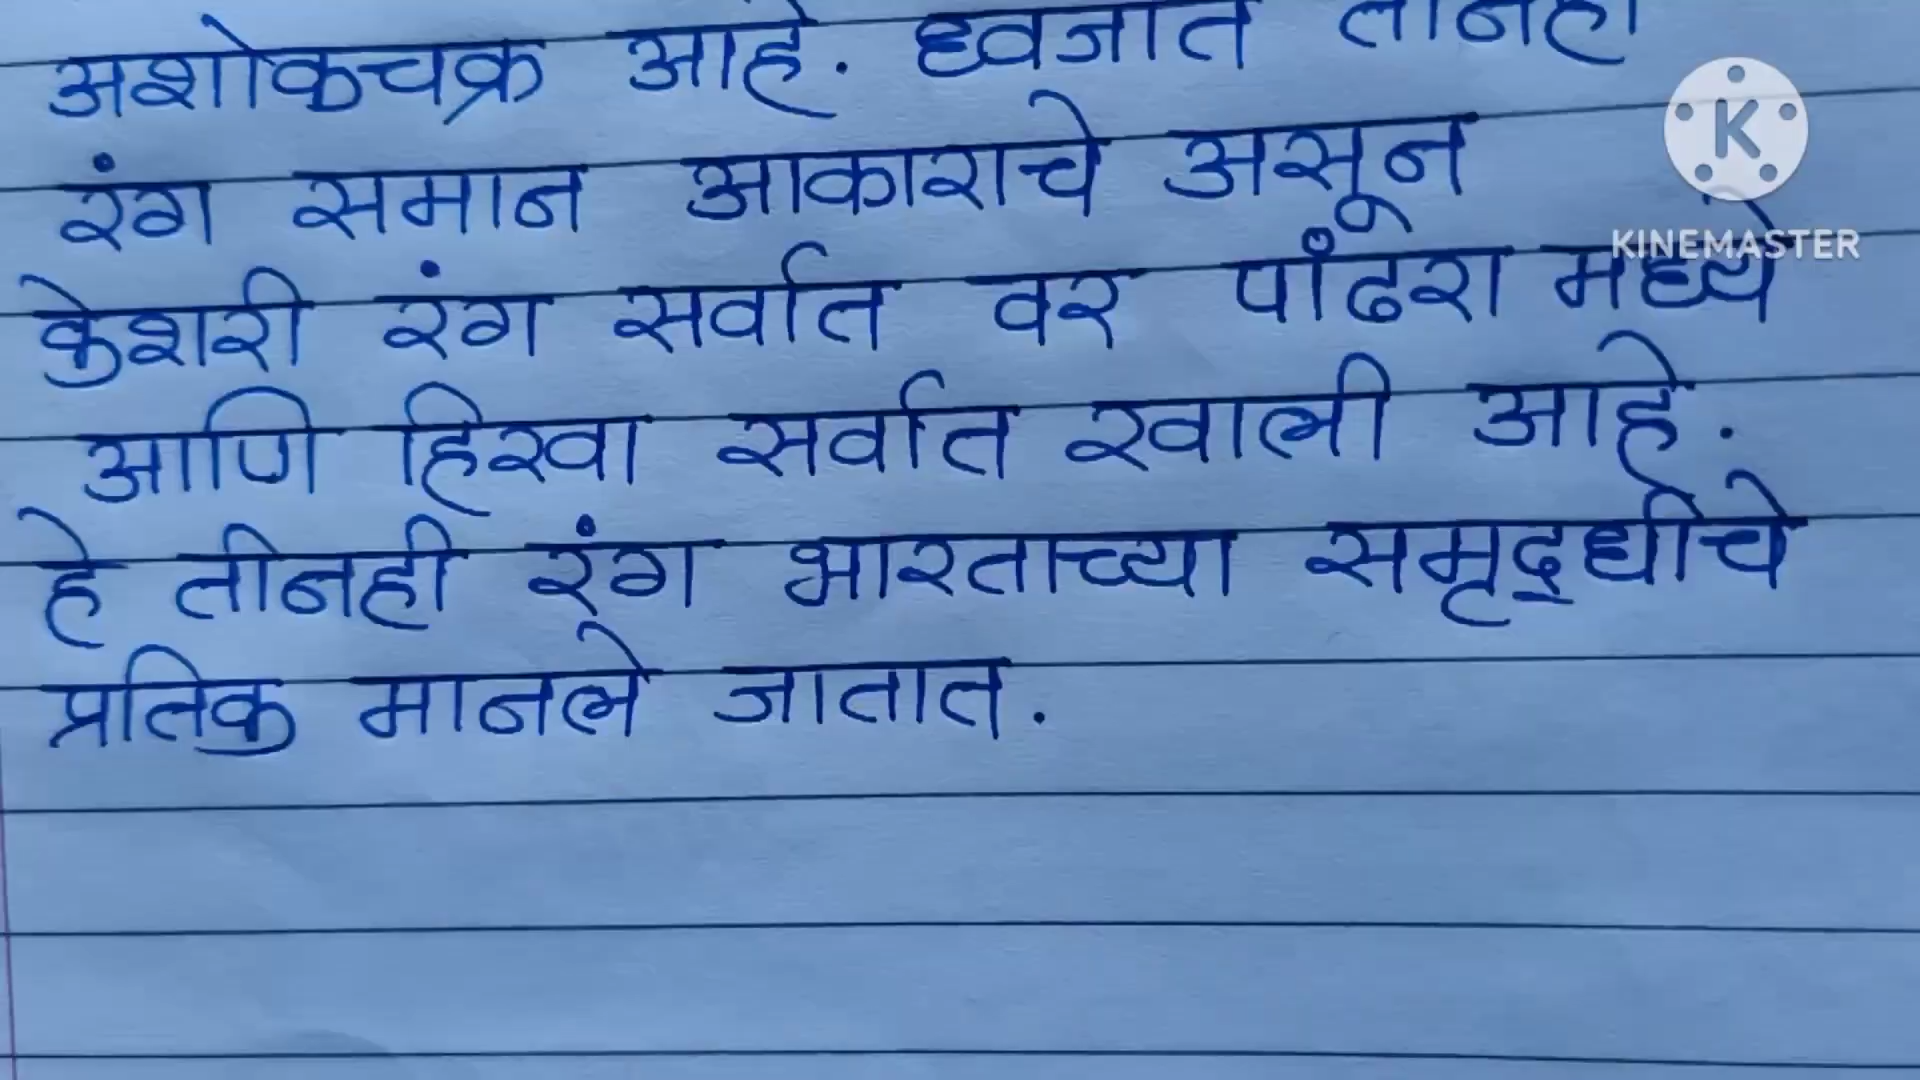 अशोकचक्र आहे. ध्वजात तीनही
रंग समान आकाराचे असून
केशरी रंग सर्वात वर पांढरा मध्ये
आणि हिरवा सर्वात खाली आहे.
हे तीनही रंग भारताच्या समृद्धीचे
प्रतिक मानले जातात.
KINEMASTER